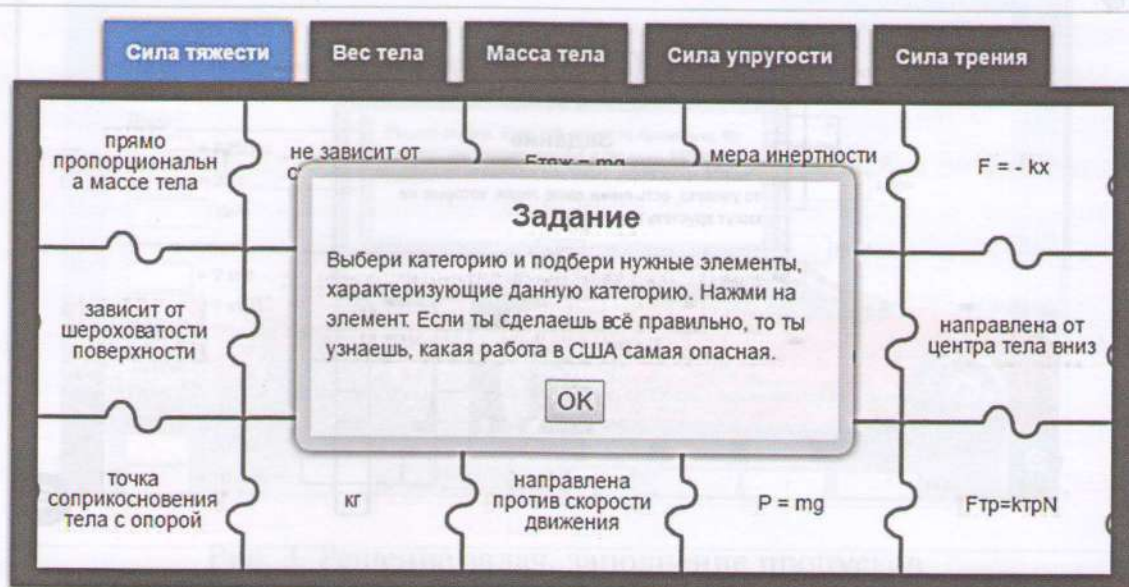 Сила тяжести
Вес тела
Масса тела
Сила упругости
Сила трения
прямо
пропорциональн
а массе тела
не зависит от
мера инертности
F = - kx
Задание
Выбери категорию и подбери нужные элементы,
характеризующие данную категорию. Нажми на
элемент. Если ты сделаешь всё правильно, то ты
узнаешь, какая работа в США самая опасная.
OK
зависит от
шероховатости
поверхности
направлена от
центра тела вниз
точка
соприкосновения
тела с опорой
кг
направлена
против скорости
движения
P = mg
Fтр=kтрN